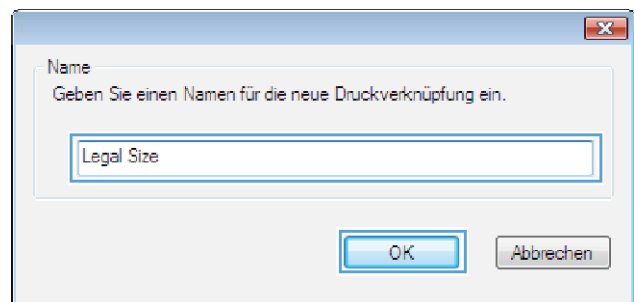 Name
Geben Sie einen Namen für die neue Druckverknüpfung ein.
Legal Size
OK Abbrechen